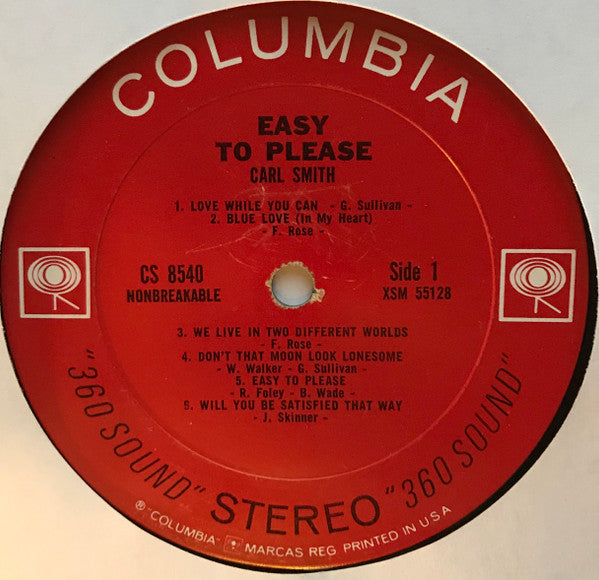 COLUMBIA
EASY
TO PLEASE
CARL SMITH
1. LOVE WHILE YOU CAN - G. Sullivan -
2. BLUE LOVE (In My Heart)
- F. Rose -
CS 8540
NONBREAKABLE
Side 1
XSM 55128
3. WE LIVE IN TWO DIFFERENT WORLDS
- F. Rose -
4. DON'T THAT MOON LOOK LONESOME
- W. Walker - G. Sullivan -
5. EASY TO PLEASE
- R. Foley - B. Wade -
6. WILL YOU BE SATISFIED THAT WAY
- J. Skinner -
"360 SOUND" STEREO "360 SOUND"
® "COLUMBIA" MARCAS REG. PRINTED IN U.S.A.